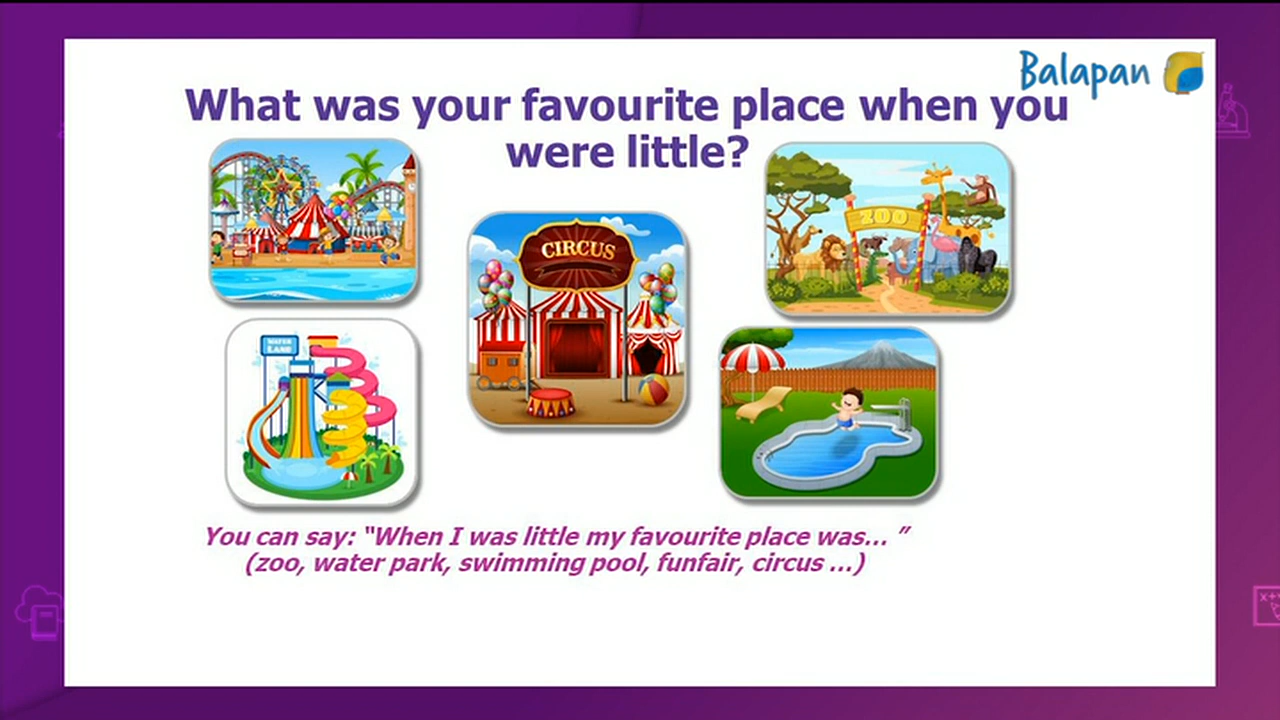 Balapan
What was your favourite place when you
were little?
CIRCUS
ZOO
WATER
LAND
You can say: “When I was little my favourite place was... ”
(zoo, water park, swimming pool, funfair, circus ...)